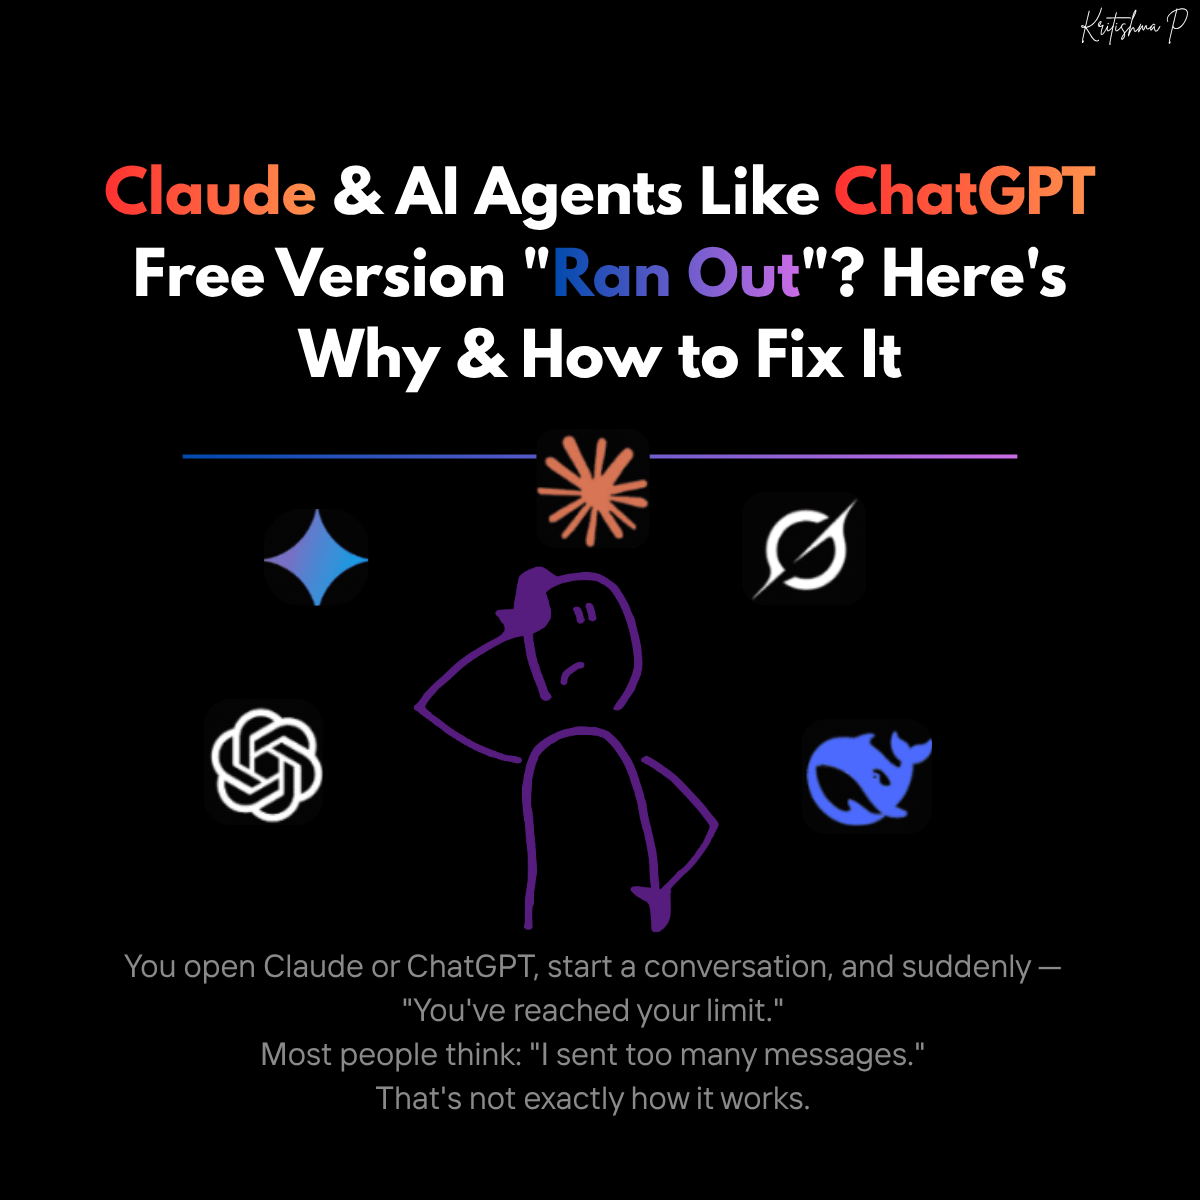 Kritishma P
Claude & AI Agents Like ChatGPT
Free Version "Ran Out"? Here's
Why & How to Fix It
You open Claude or ChatGPT, start a conversation, and suddenly —
"You've reached your limit."
Most people think: "I sent too many messages."
That's not exactly how it works.